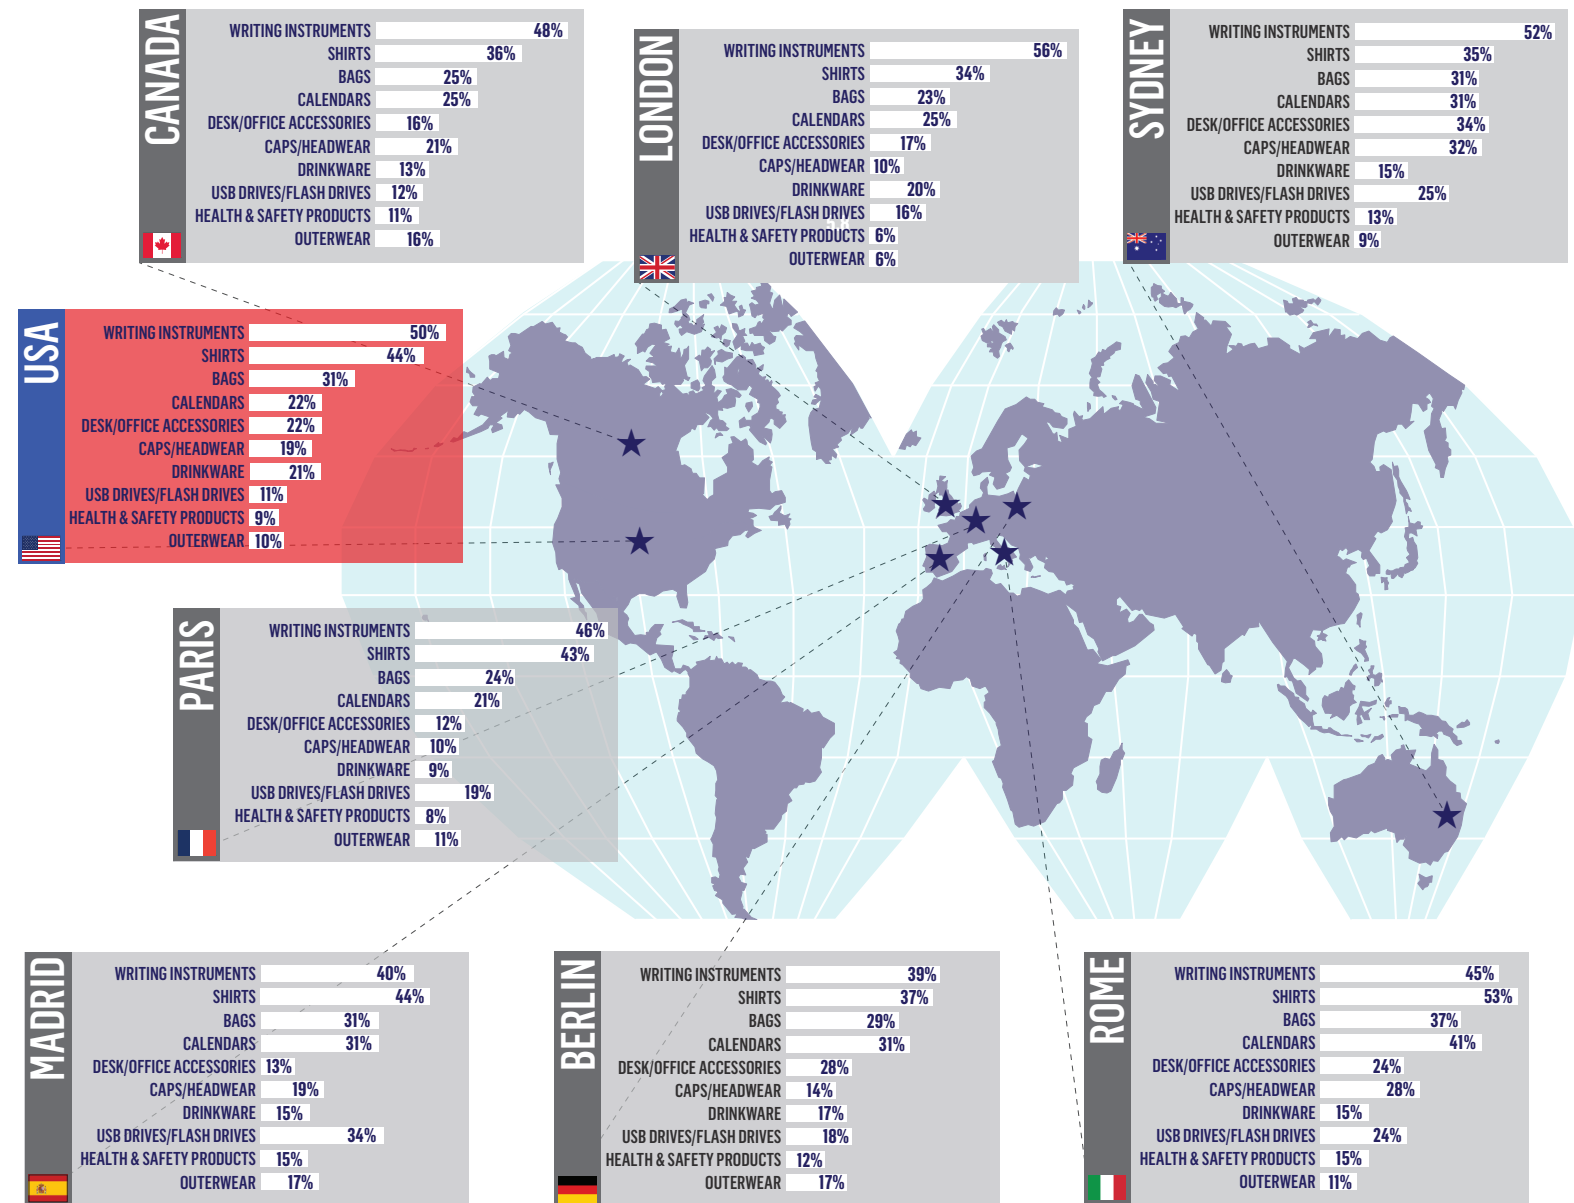 CANADA
WRITING INSTRUMENTS 48%
SHIRTS 36%
BAGS 25%
CALENDARS 25%
DESK/OFFICE ACCESSORIES 16%
CAPS/HEADWEAR 21%
DRINKWARE 13%
USB DRIVES/FLASH DRIVES 12%
HEALTH & SAFETY PRODUCTS 11%
OUTERWEAR 16%
LONDON
WRITING INSTRUMENTS 56%
SHIRTS 34%
BAGS 23%
CALENDARS 25%
DESK/OFFICE ACCESSORIES 17%
CAPS/HEADWEAR 10%
DRINKWARE 20%
USB DRIVES/FLASH DRIVES 16%
HEALTH & SAFETY PRODUCTS 6%
OUTERWEAR 6%
SYDNEY
WRITING INSTRUMENTS 52%
SHIRTS 35%
BAGS 31%
CALENDARS 31%
DESK/OFFICE ACCESSORIES 34%
CAPS/HEADWEAR 32%
DRINKWARE 15%
USB DRIVES/FLASH DRIVES 25%
HEALTH & SAFETY PRODUCTS 13%
OUTERWEAR 9%
USA
WRITING INSTRUMENTS 50%
SHIRTS 44%
BAGS 31%
CALENDARS 22%
DESK/OFFICE ACCESSORIES 22%
CAPS/HEADWEAR 19%
DRINKWARE 21%
USB DRIVES/FLASH DRIVES 11%
HEALTH & SAFETY PRODUCTS 9%
OUTERWEAR 10%
PARIS
WRITING INSTRUMENTS 46%
SHIRTS 43%
BAGS 24%
CALENDARS 21%
DESK/OFFICE ACCESSORIES 12%
CAPS/HEADWEAR 10%
DRINKWARE 9%
USB DRIVES/FLASH DRIVES 19%
HEALTH & SAFETY PRODUCTS 8%
OUTERWEAR 11%
MADRID
WRITING INSTRUMENTS 40%
SHIRTS 44%
BAGS 31%
CALENDARS 31%
DESK/OFFICE ACCESSORIES 13%
CAPS/HEADWEAR 19%
DRINKWARE 15%
USB DRIVES/FLASH DRIVES 34%
HEALTH & SAFETY PRODUCTS 15%
OUTERWEAR 17%
BERLIN
WRITING INSTRUMENTS 39%
SHIRTS 37%
BAGS 29%
CALENDARS 31%
DESK/OFFICE ACCESSORIES 28%
CAPS/HEADWEAR 14%
DRINKWARE 17%
USB DRIVES/FLASH DRIVES 18%
HEALTH & SAFETY PRODUCTS 12%
OUTERWEAR 17%
ROME
WRITING INSTRUMENTS 45%
SHIRTS 53%
BAGS 37%
CALENDARS 41%
DESK/OFFICE ACCESSORIES 24%
CAPS/HEADWEAR 28%
DRINKWARE 15%
USB DRIVES/FLASH DRIVES 24%
HEALTH & SAFETY PRODUCTS 15%
OUTERWEAR 11%